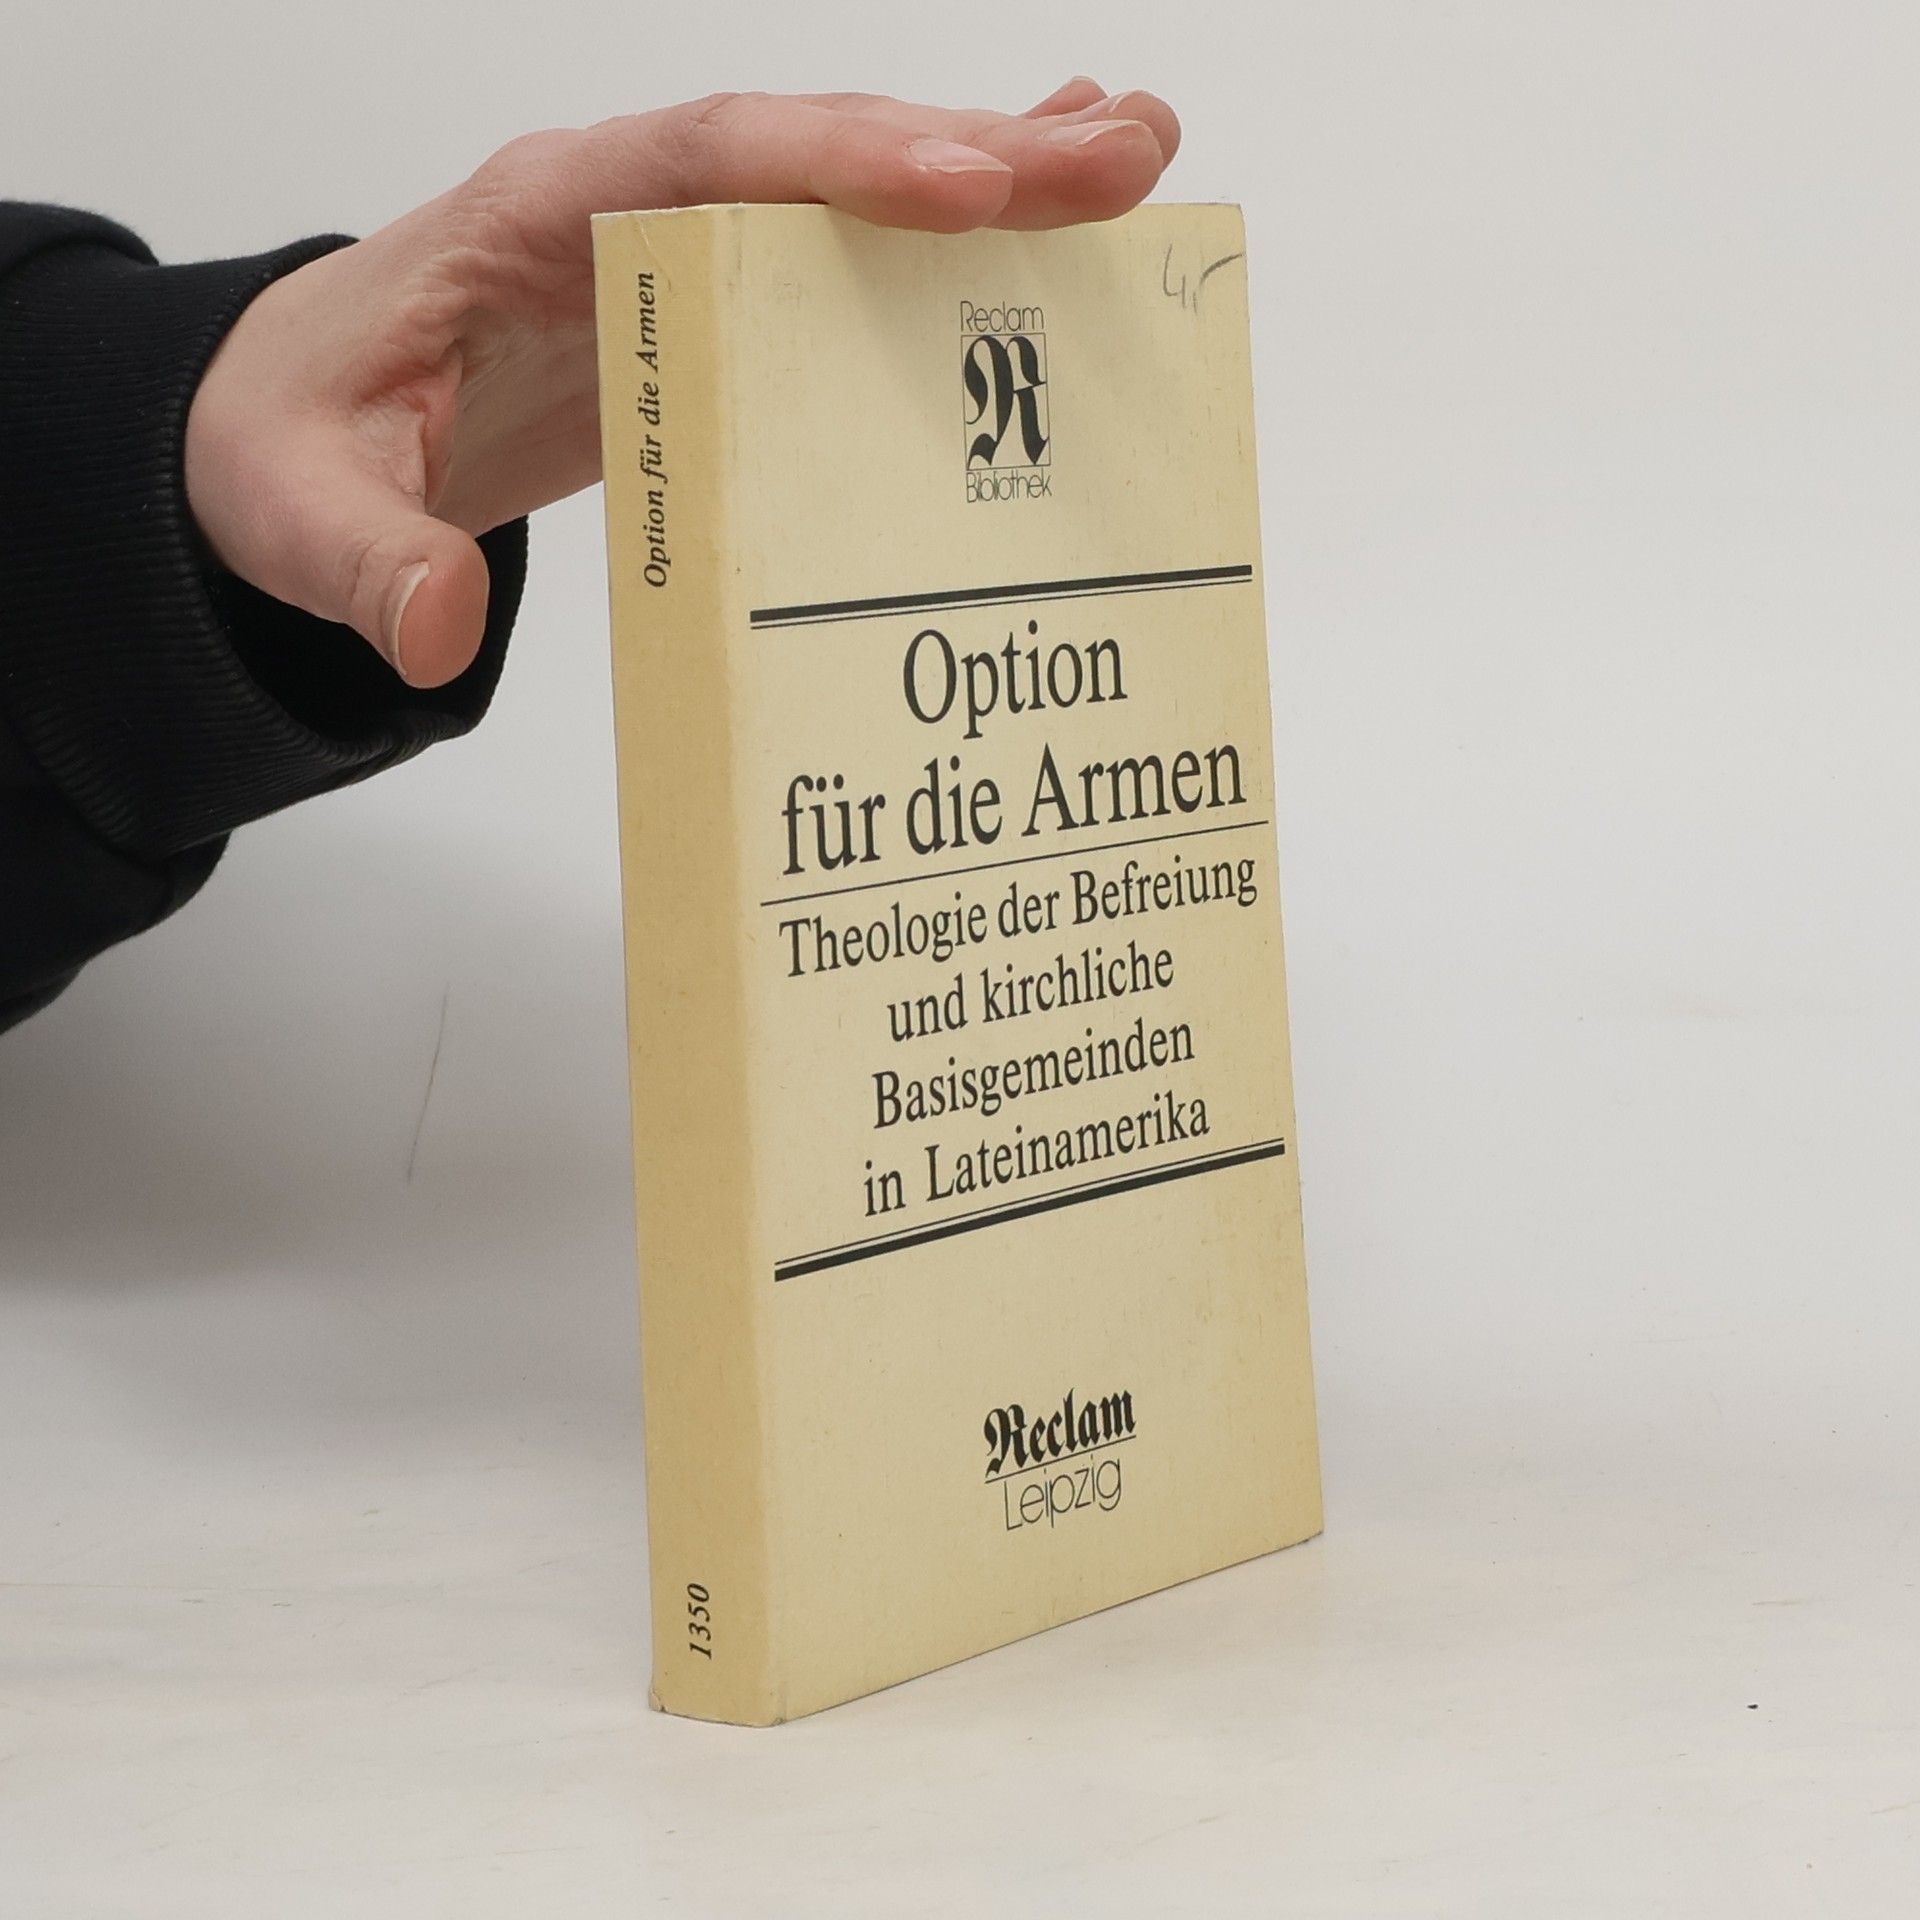 Option für die Armen
1350
4,-
Reclam
R
Bibliothek
Option
für die Armen
Theologie der Befreiung
und kirchliche
Basisgemeinden
in Lateinamerika
Reclam
Leipzig